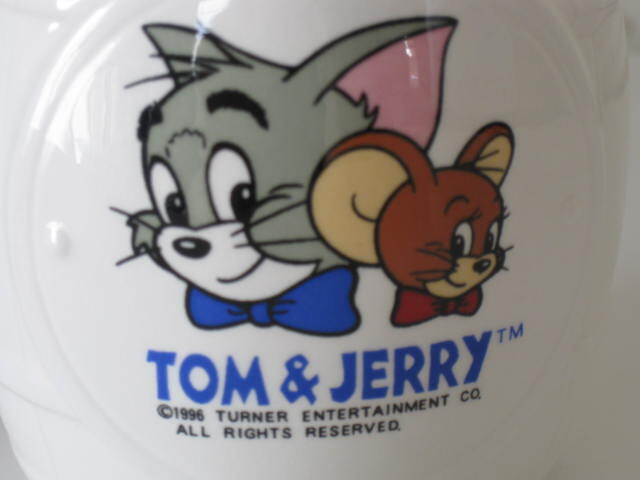 TOM & JERRY™
©1996 TURNER ENTERTAINMENT CO.
ALL RIGHTS RESERVED.